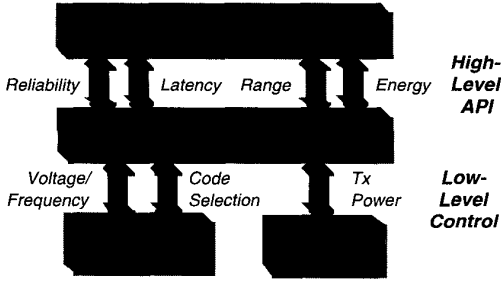 Reliability Latency Range Energy
High-
Level
API
Voltage/
Frequency
Code
Selection
Tx
Power
Low-
Level
Control